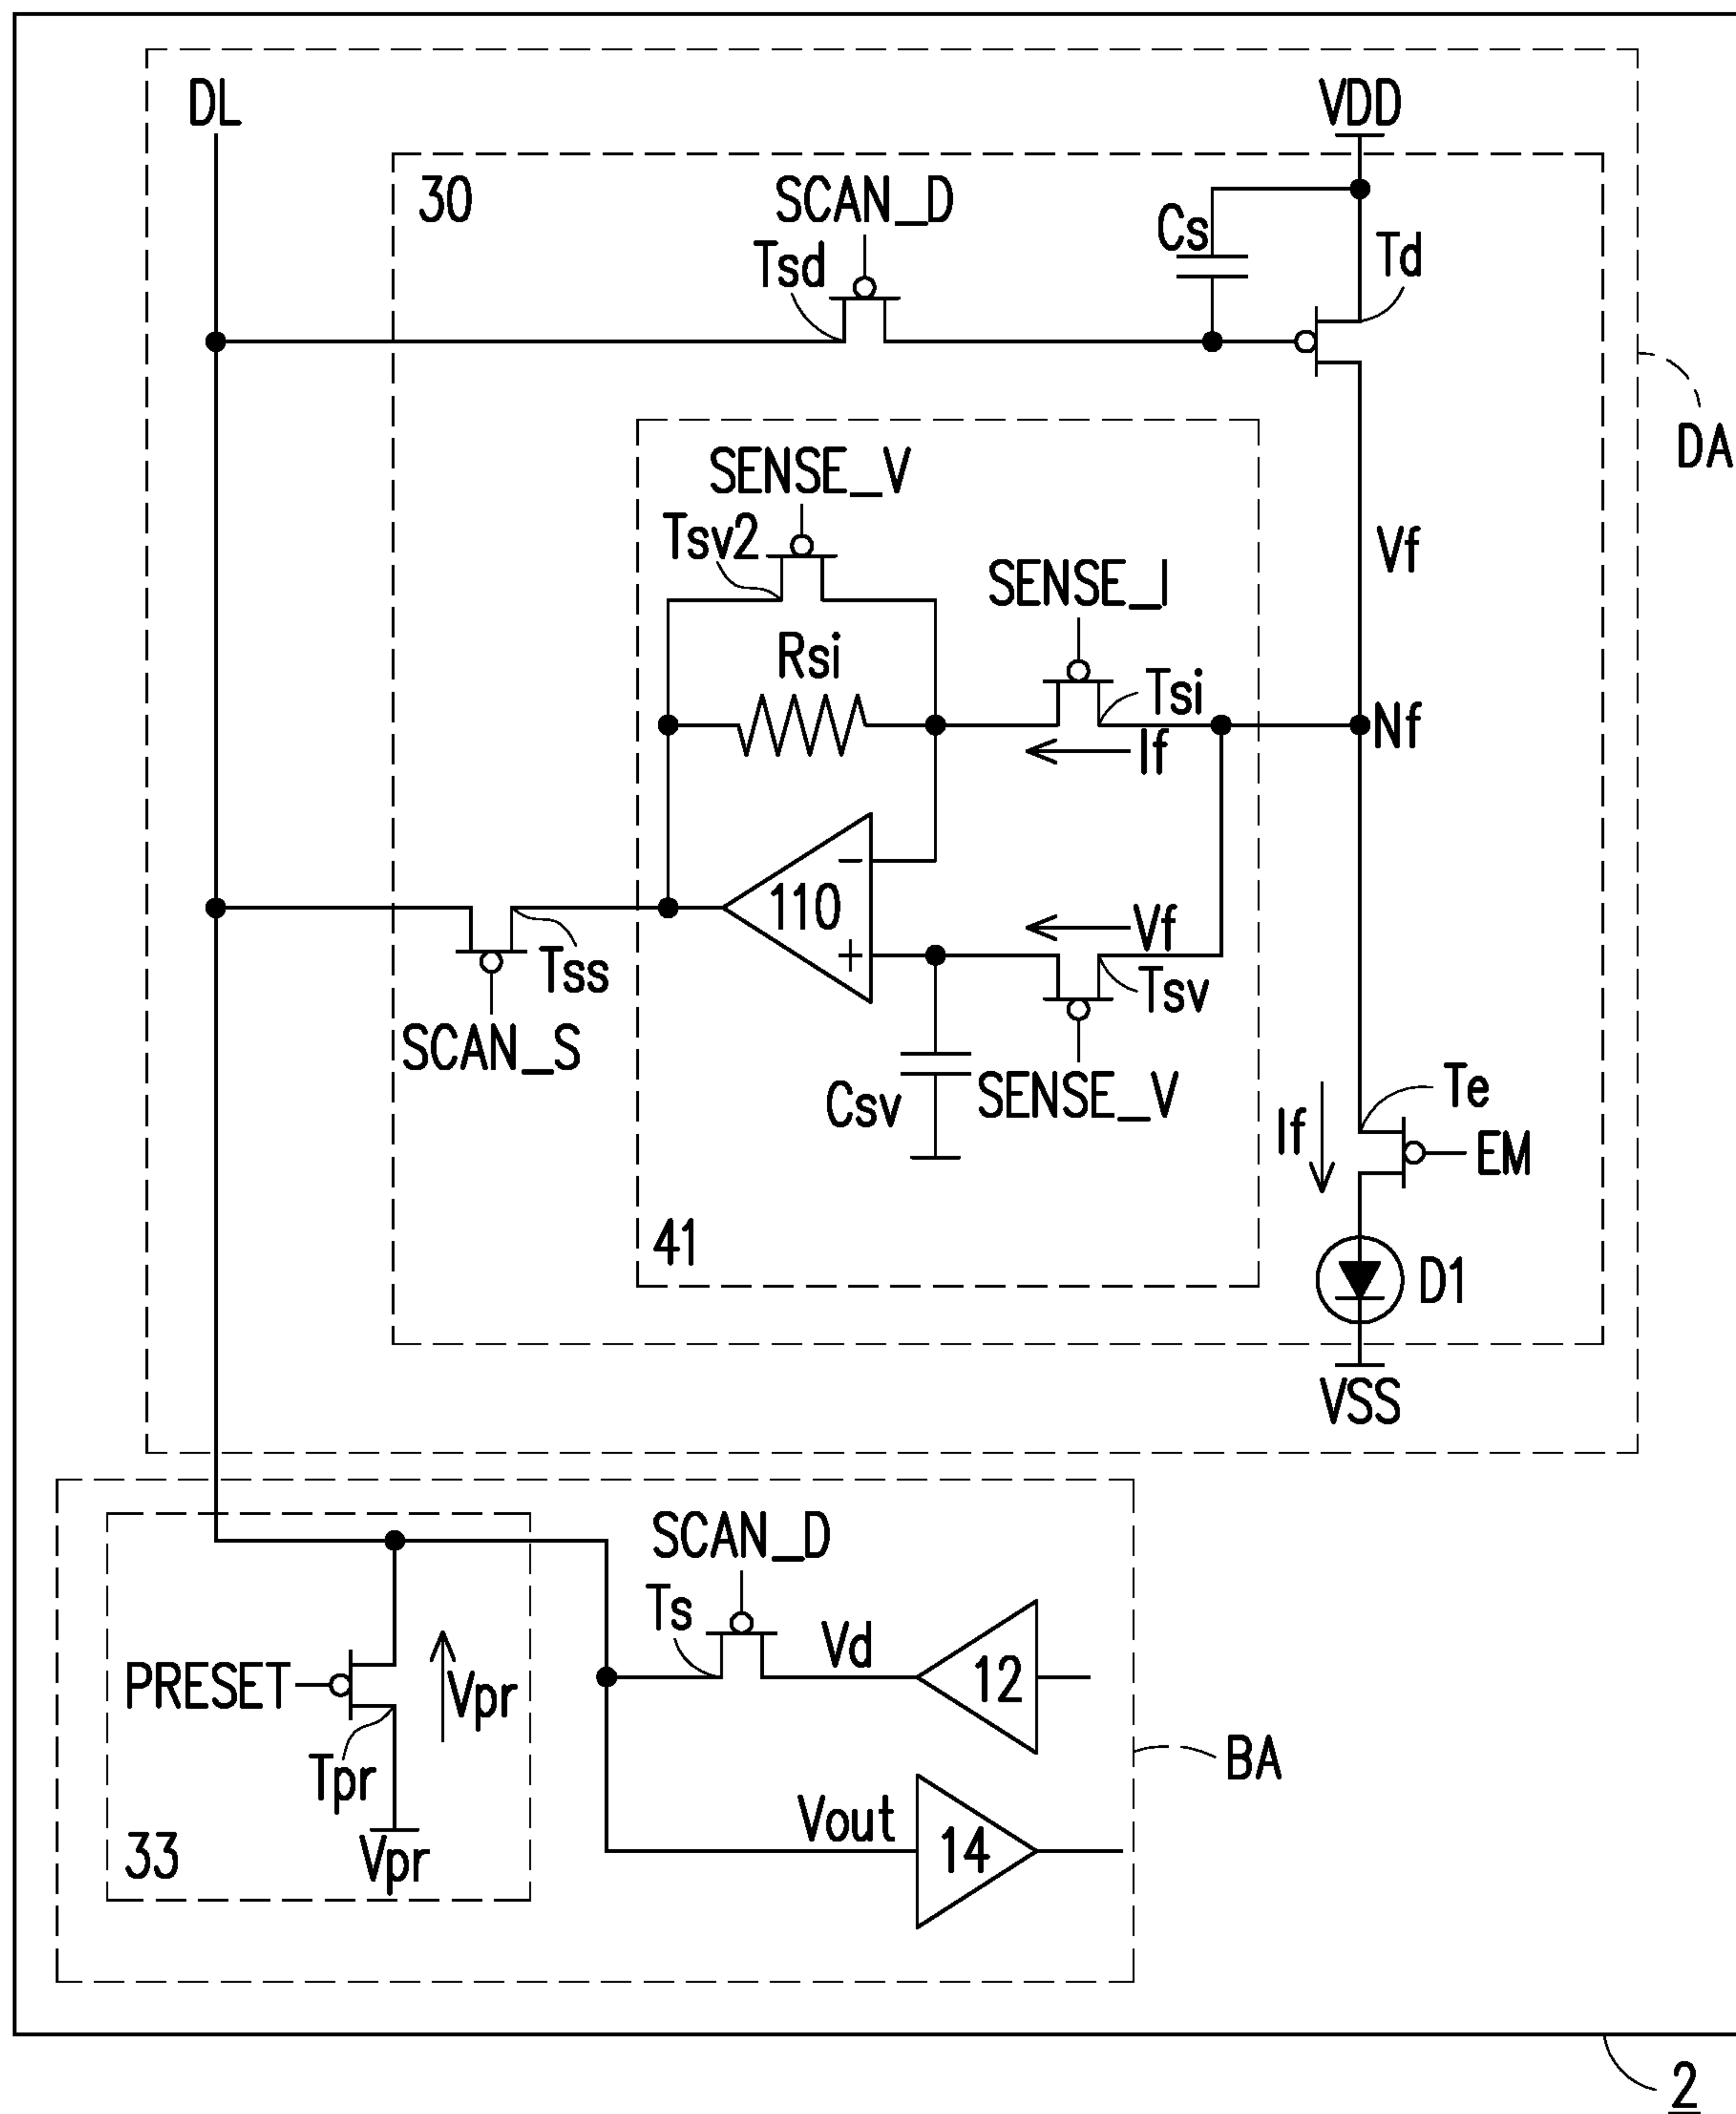 DL
VDD
30
SCAN_D
Cs
Tsd
Td
DA
SENSE_V
Tsv2
Vf
SENSE_I
Rsi
Tsi
Nf
If
−
110
Vf
+
Tss
Tsv
SCAN_S
Csv
SENSE_V
Te
If
EM
41
D1
VSS
SCAN_D
Ts
Vd
12
PRESET
Vpr
Tpr
BA
Vout
14
33
Vpr
2